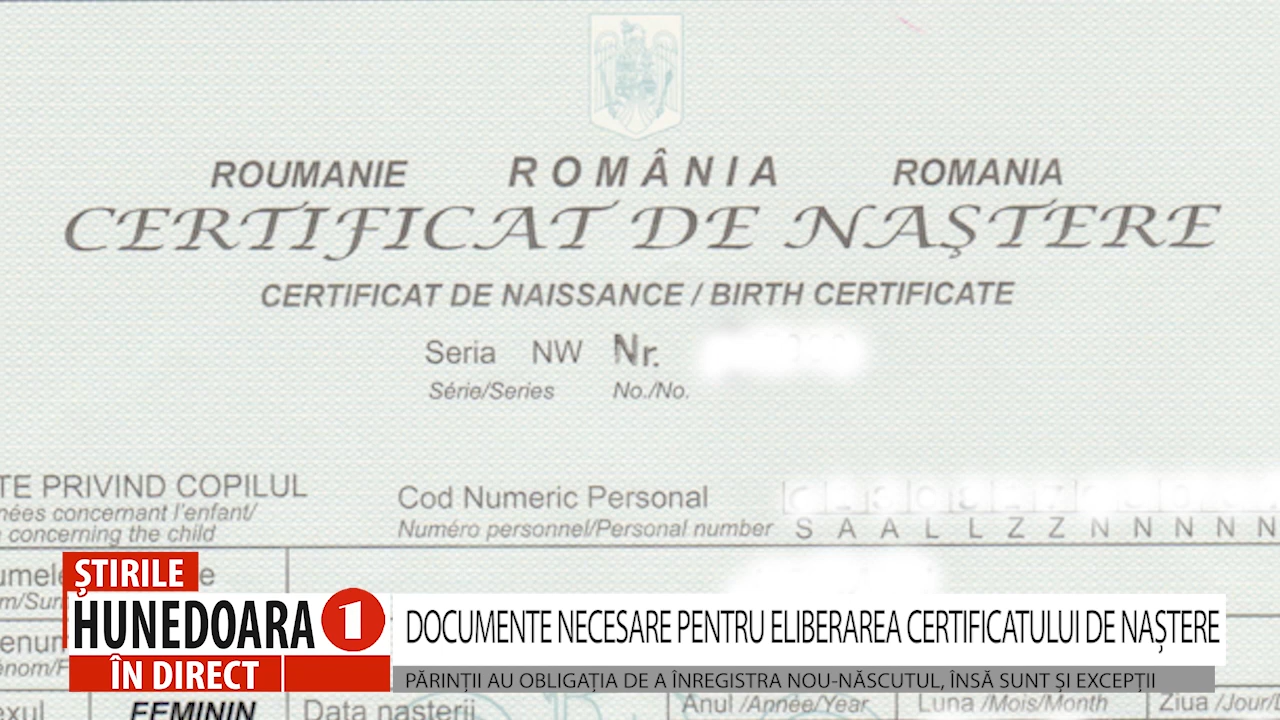 ROUMANIE ROMÂNIA ROMANIA
CERTIFICAT DE NAŞTERE
CERTIFICAT DE NAISSANCE / BIRTH CERTIFICATE
Seria NW Nr.
Série/Series No./No.
TE PRIVIND COPILUL
nées concernant l'enfant/
concerning the child
Cod Numeric Personal
Numéro personnel/Personal number
S A A L L Z Z N N N N N N
ȘTIRILE
HUNEDOARA 1
ÎN DIRECT
DOCUMENTE NECESARE PENTRU ELIBERAREA CERTIFICATULUI DE NAȘTERE
PĂRINȚII AU OBLIGAȚIA DE A ÎNREGISTRA NOU-NĂSCUTUL, ÎNSĂ SUNT ȘI EXCEPȚII
FEMININ Data naşterii Anul /Année/Year Luna /Mois/Month Ziua